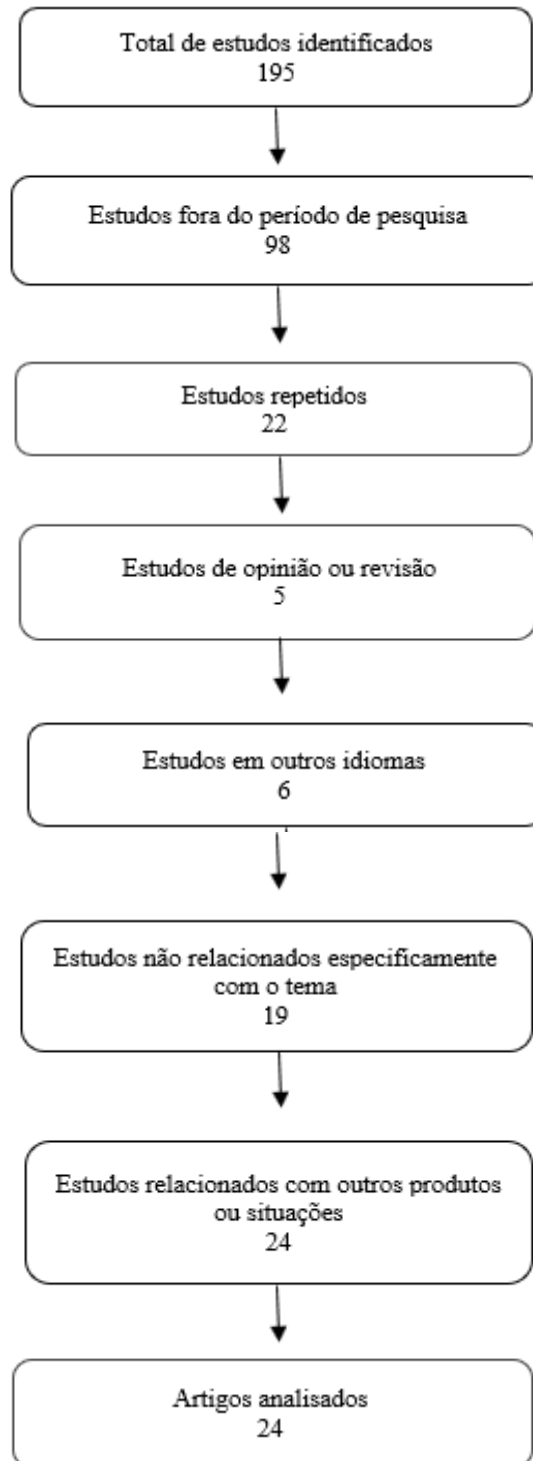 Total de estudos identificados
195
Estudos fora do período de pesquisa
98
Estudos repetidos
22
Estudos de opinião ou revisão
5
Estudos em outros idiomas
6
Estudos não relacionados especificamente
com o tema
19
Estudos relacionados com outros produtos
ou situações
24
Artigos analisados
24